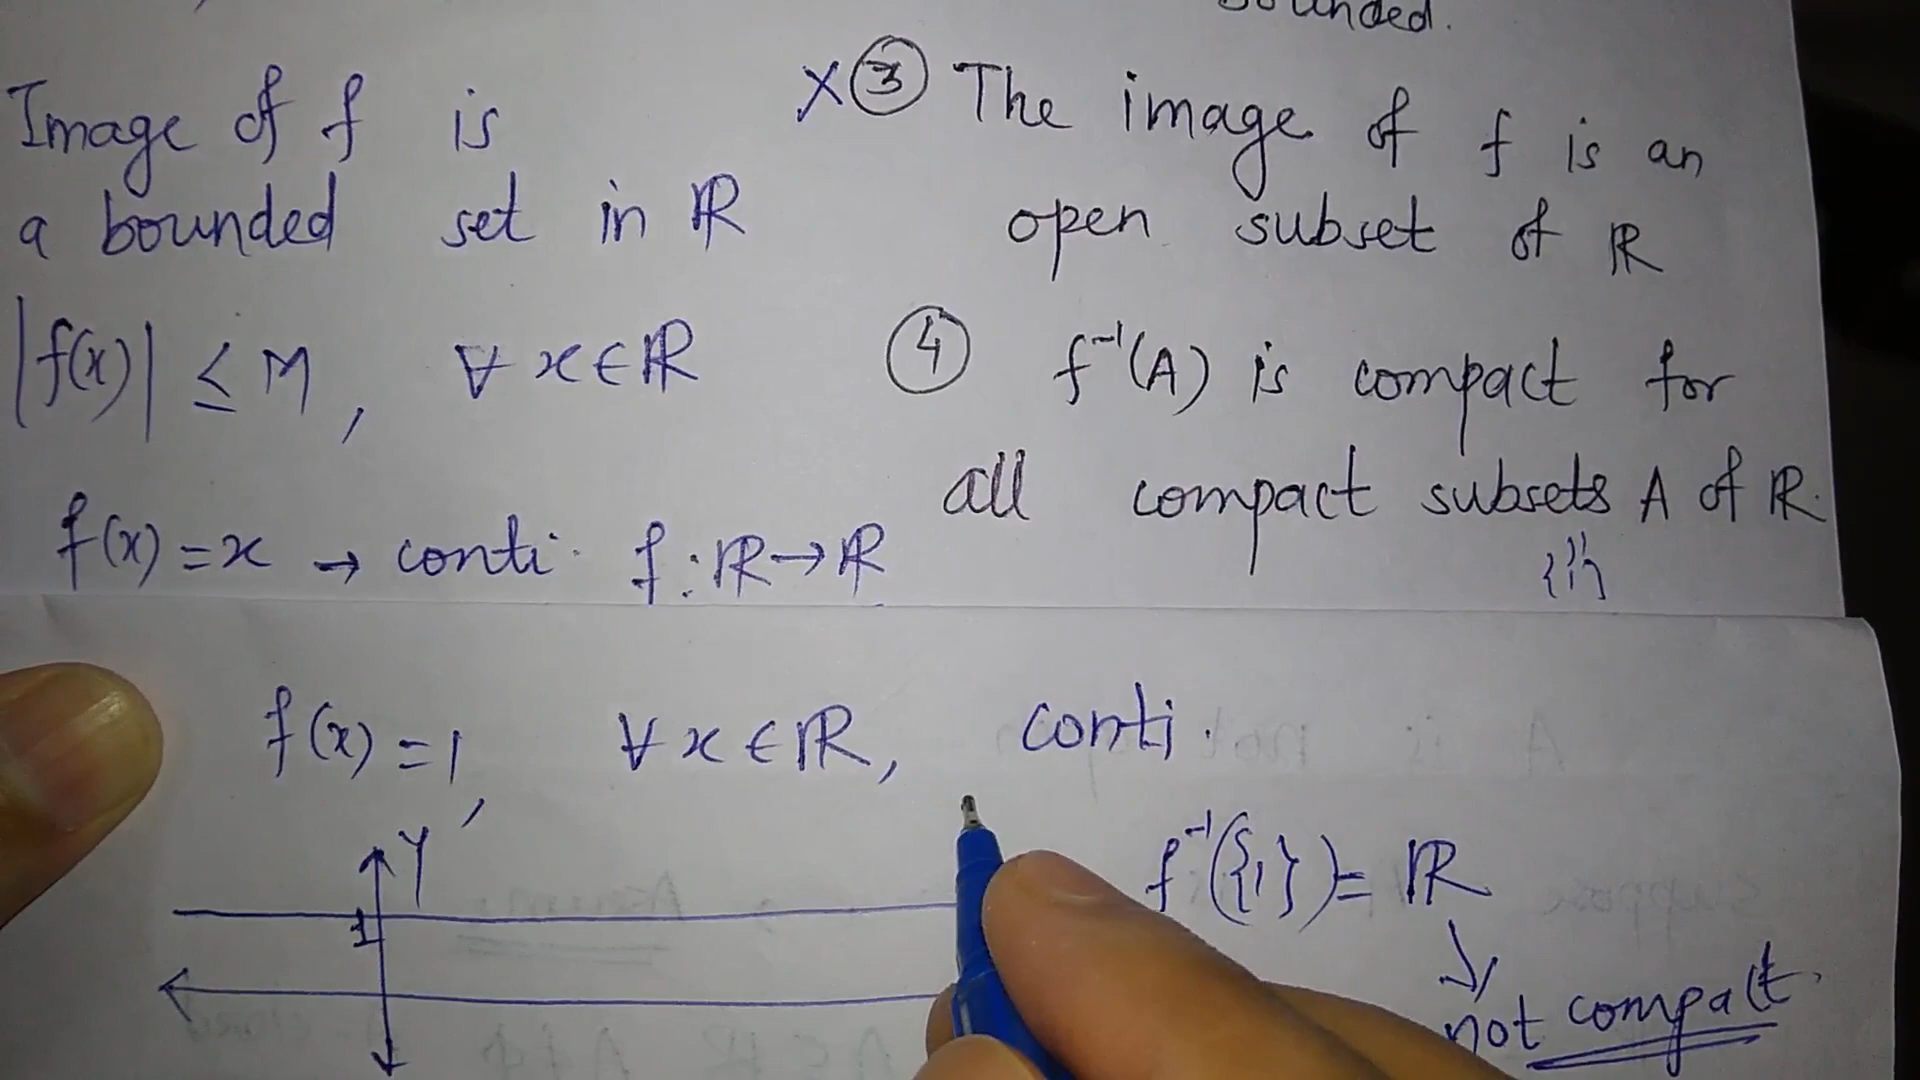 bounded.
Image of f is
a bounded set in ℝ
|f(x)| ≤ M, ∀ x ∈ ℝ
f(x) = x → conti. f : ℝ → ℝ
X ③ The image of f is an
open subset of ℝ
④ f⁻¹(A) is compact for
all compact subsets A of ℝ.
{1}
f(x) = 1, ∀ x ∈ ℝ, conti.
Y
1
f⁻¹({1}) = ℝ
↓
not compact.